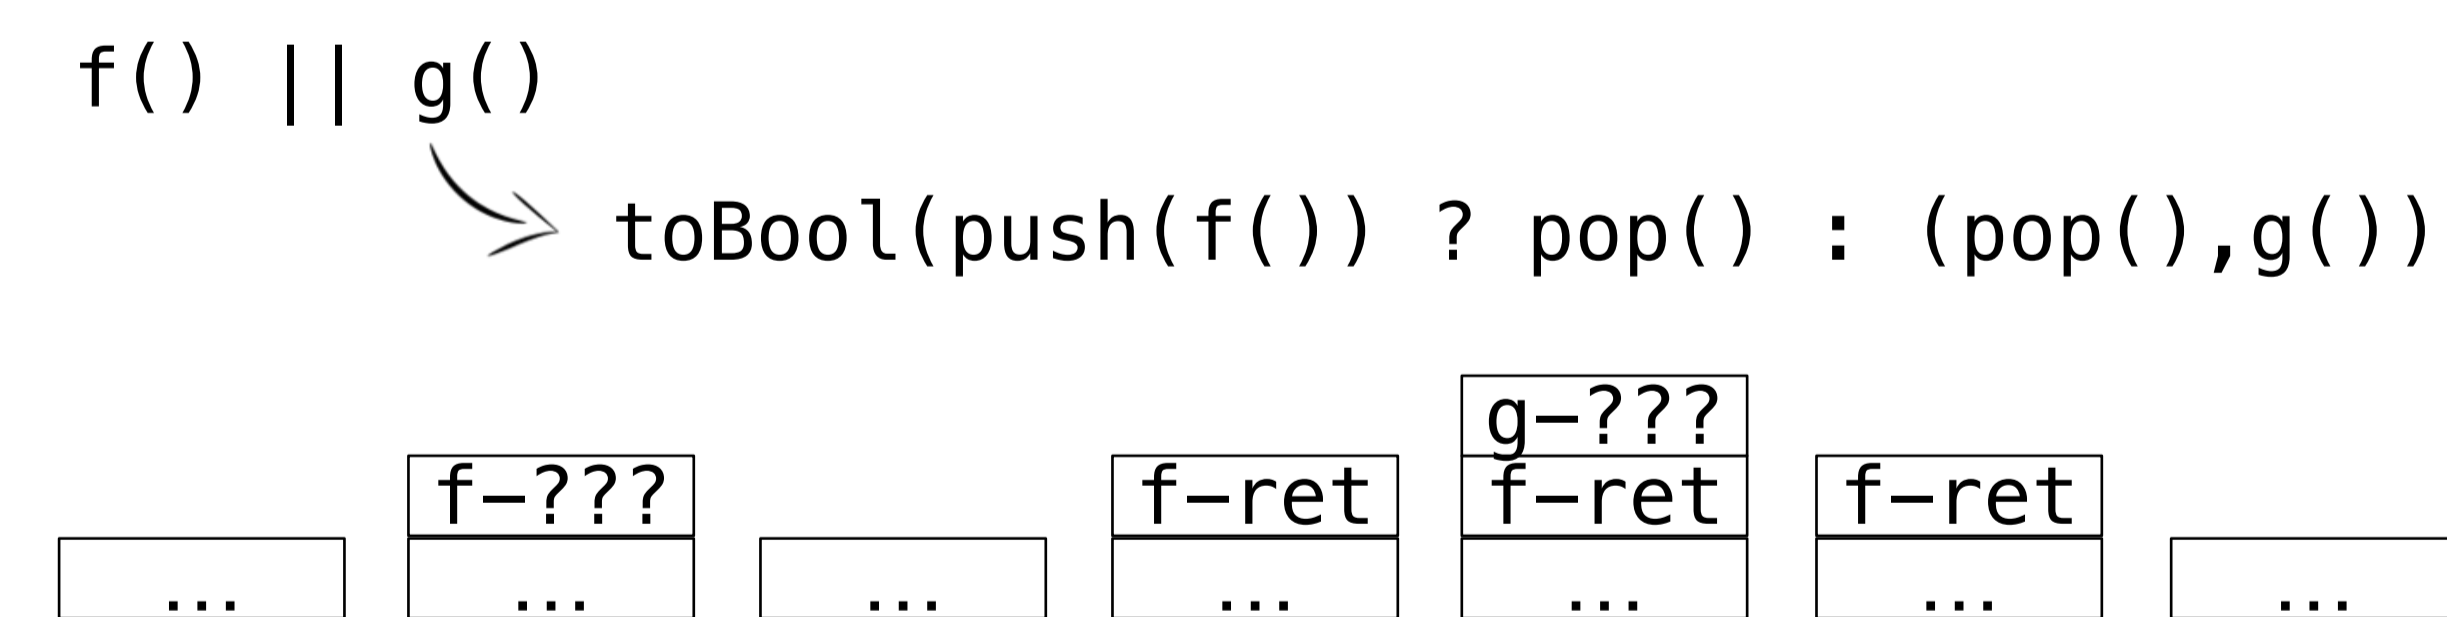 f() || g()
toBool(push(f()) ? pop() : (pop(),g())
g–???
f–??? f–ret f–ret f–ret
... ... ... ... ... ... ...